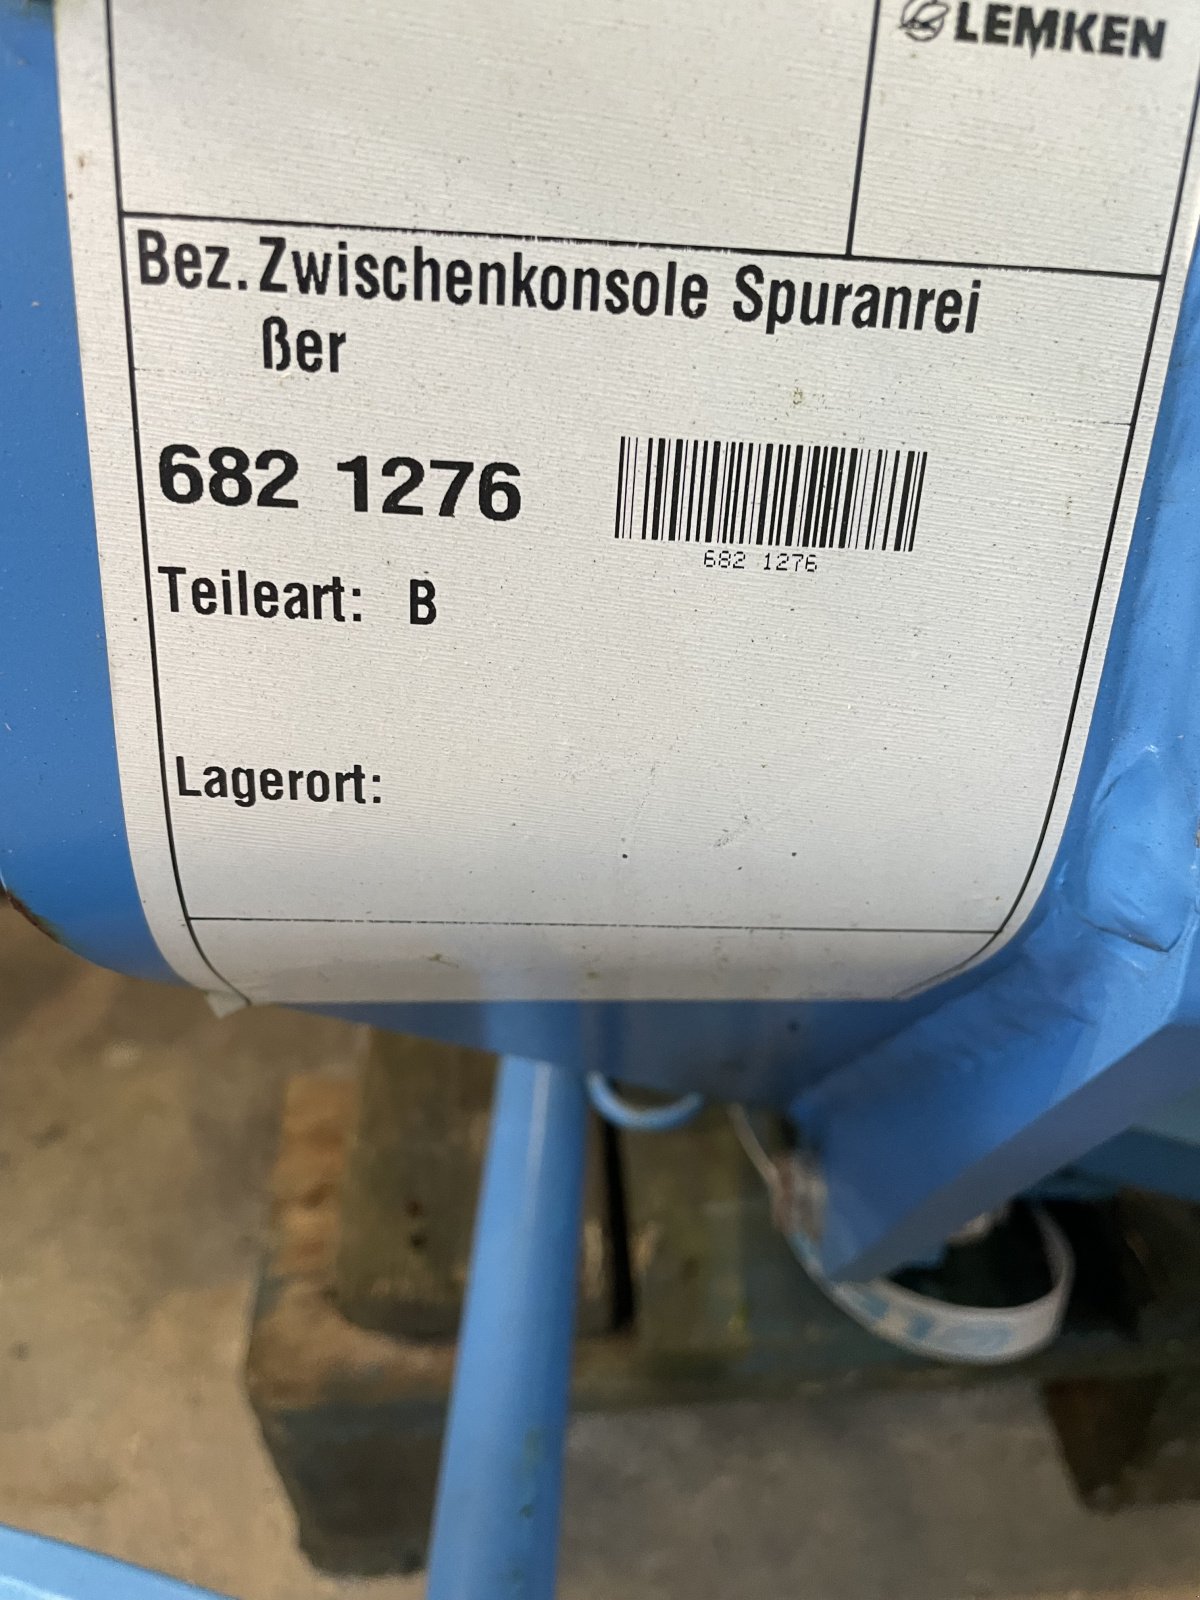 LEMKEN
Bez. Zwischenkonsole Spuranrei
ßer
682 1276
682 1276
Teileart: B
Lagerort: